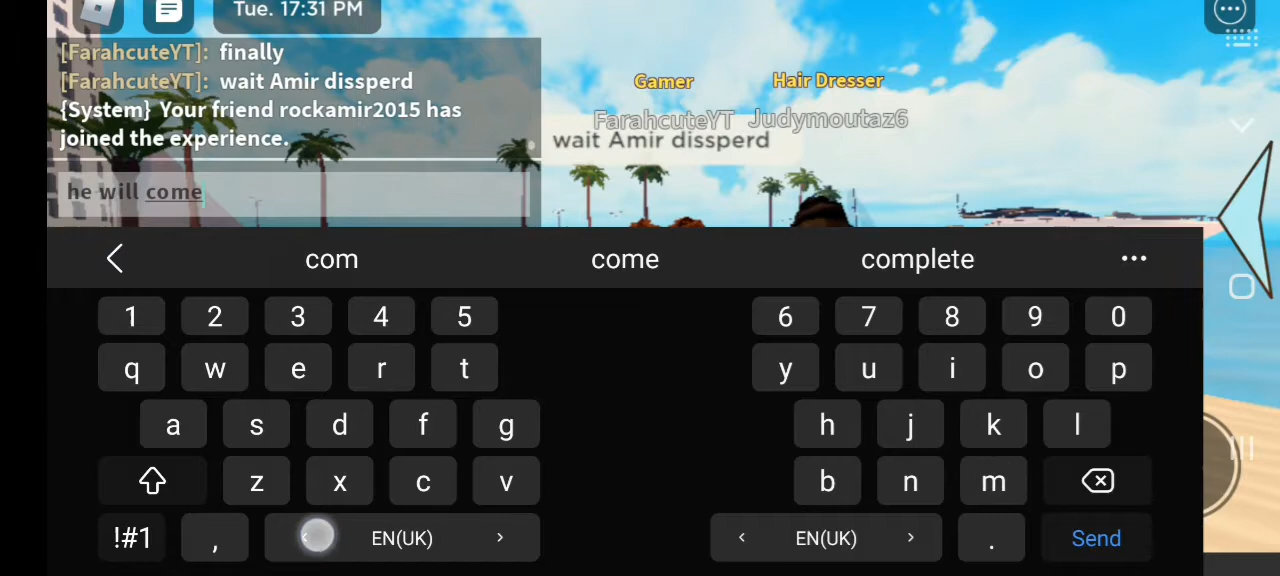 Tue. 17:31 PM
[FarahcuteYT]: finally
[FarahcuteYT]: wait Amir dissperd
{System} Your friend rockamir2015 has
joined the experience.
he will come
Gamer
Hair Dresser
FarahcuteYT
Judymoutaz6
wait Amir dissperd
com come complete
1 2 3 4 5 6 7 8 9 0
q w e r t y u i o p
a s d f g h j k l
z x c v b n m
!#1 , EN(UK) EN(UK) . Send